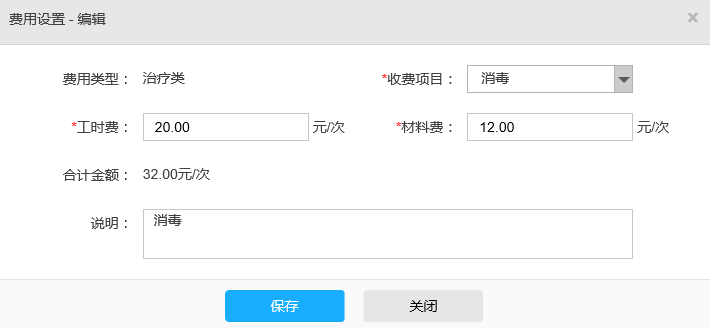 费用设置 - 编辑 ×
费用类型： 治疗类 *收费项目： 消毒
*工时费： 20.00 元/次 *材料费： 12.00 元/次
合计金额： 32.00元/次
说明： 消毒
保存 关闭